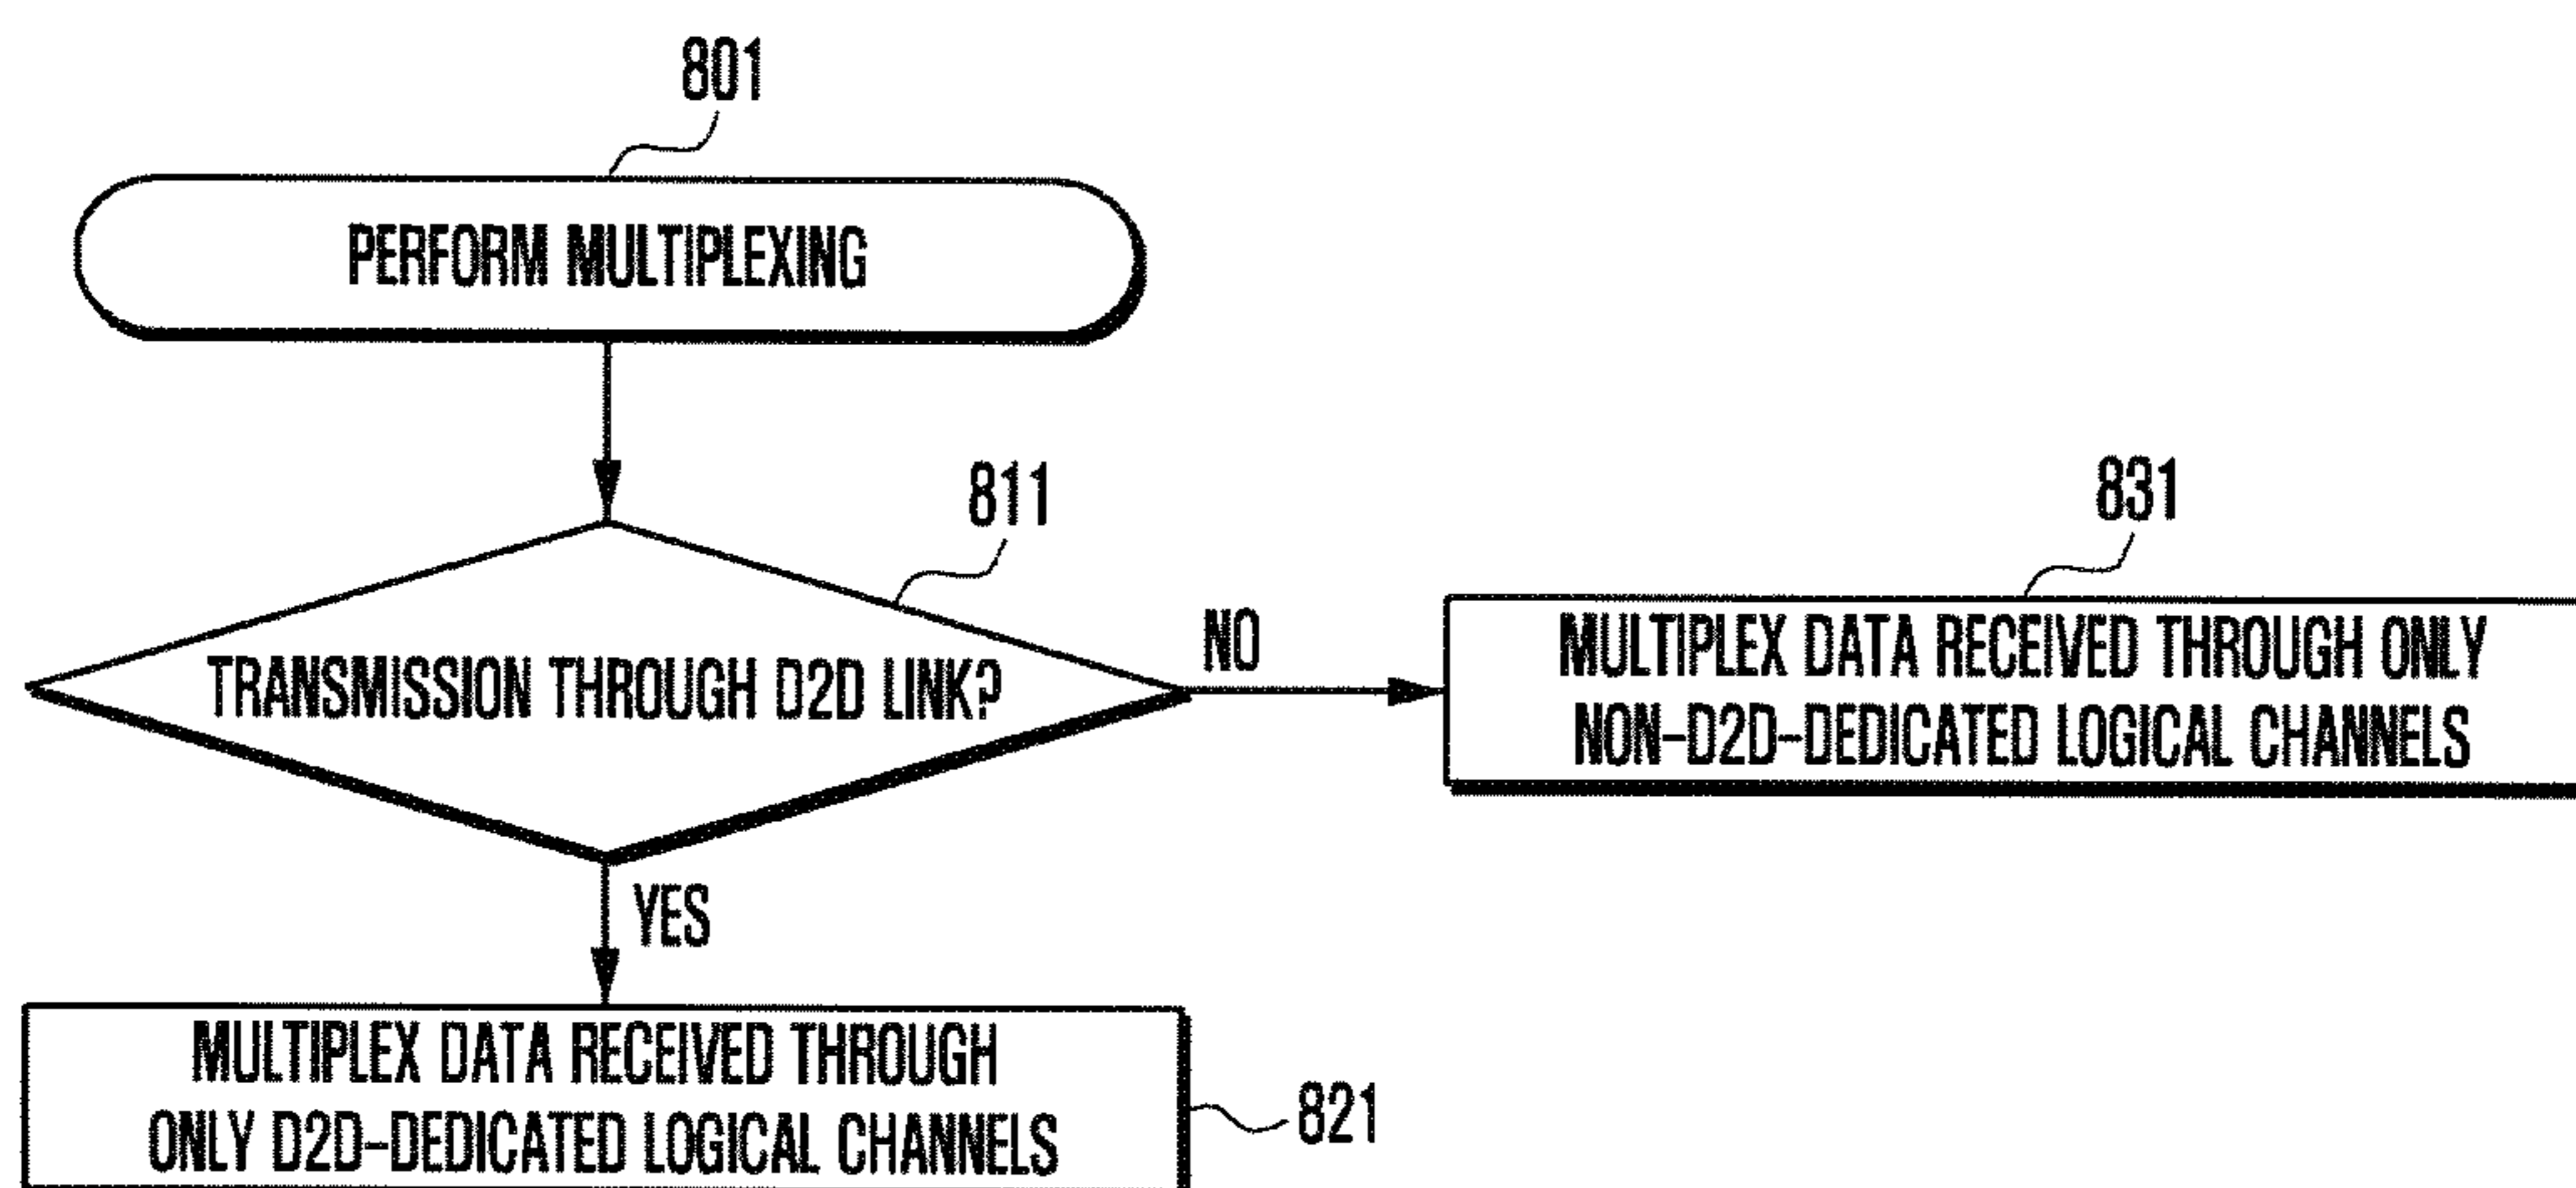 801
PERFORM MULTIPLEXING
811
TRANSMISSION THROUGH D2D LINK?
NO
831
MULTIPLEX DATA RECEIVED THROUGH ONLY
NON-D2D-DEDICATED LOGICAL CHANNELS
YES
MULTIPLEX DATA RECEIVED THROUGH
ONLY D2D-DEDICATED LOGICAL CHANNELS
821